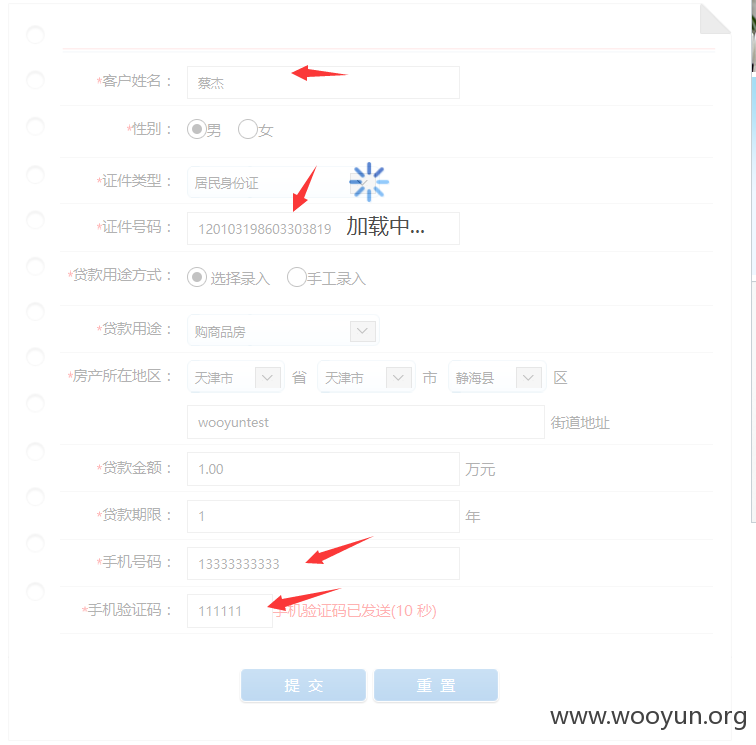 *客户姓名： 蔡杰
*性别： 男 女
*证件类型： 居民身份证
*证件号码： 120103198603303819 加载中...
*贷款用途方式： 选择录入 手工录入
*贷款用途： 购商品房
*房产所在地区： 天津市 省 天津市 市 静海县 区
wooyuntest 街道地址
*贷款金额： 1.00 万元
*贷款期限： 1 年
*手机号码： 13333333333
*手机验证码： 111111 手机验证码已发送(10 秒)
提 交 重 置
www.wooyun.org